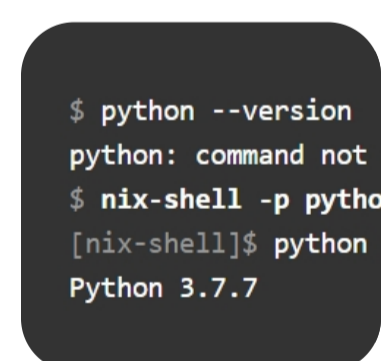 $ python --version
python: command not
$ nix-shell -p pytho
[nix-shell]$ python
Python 3.7.7